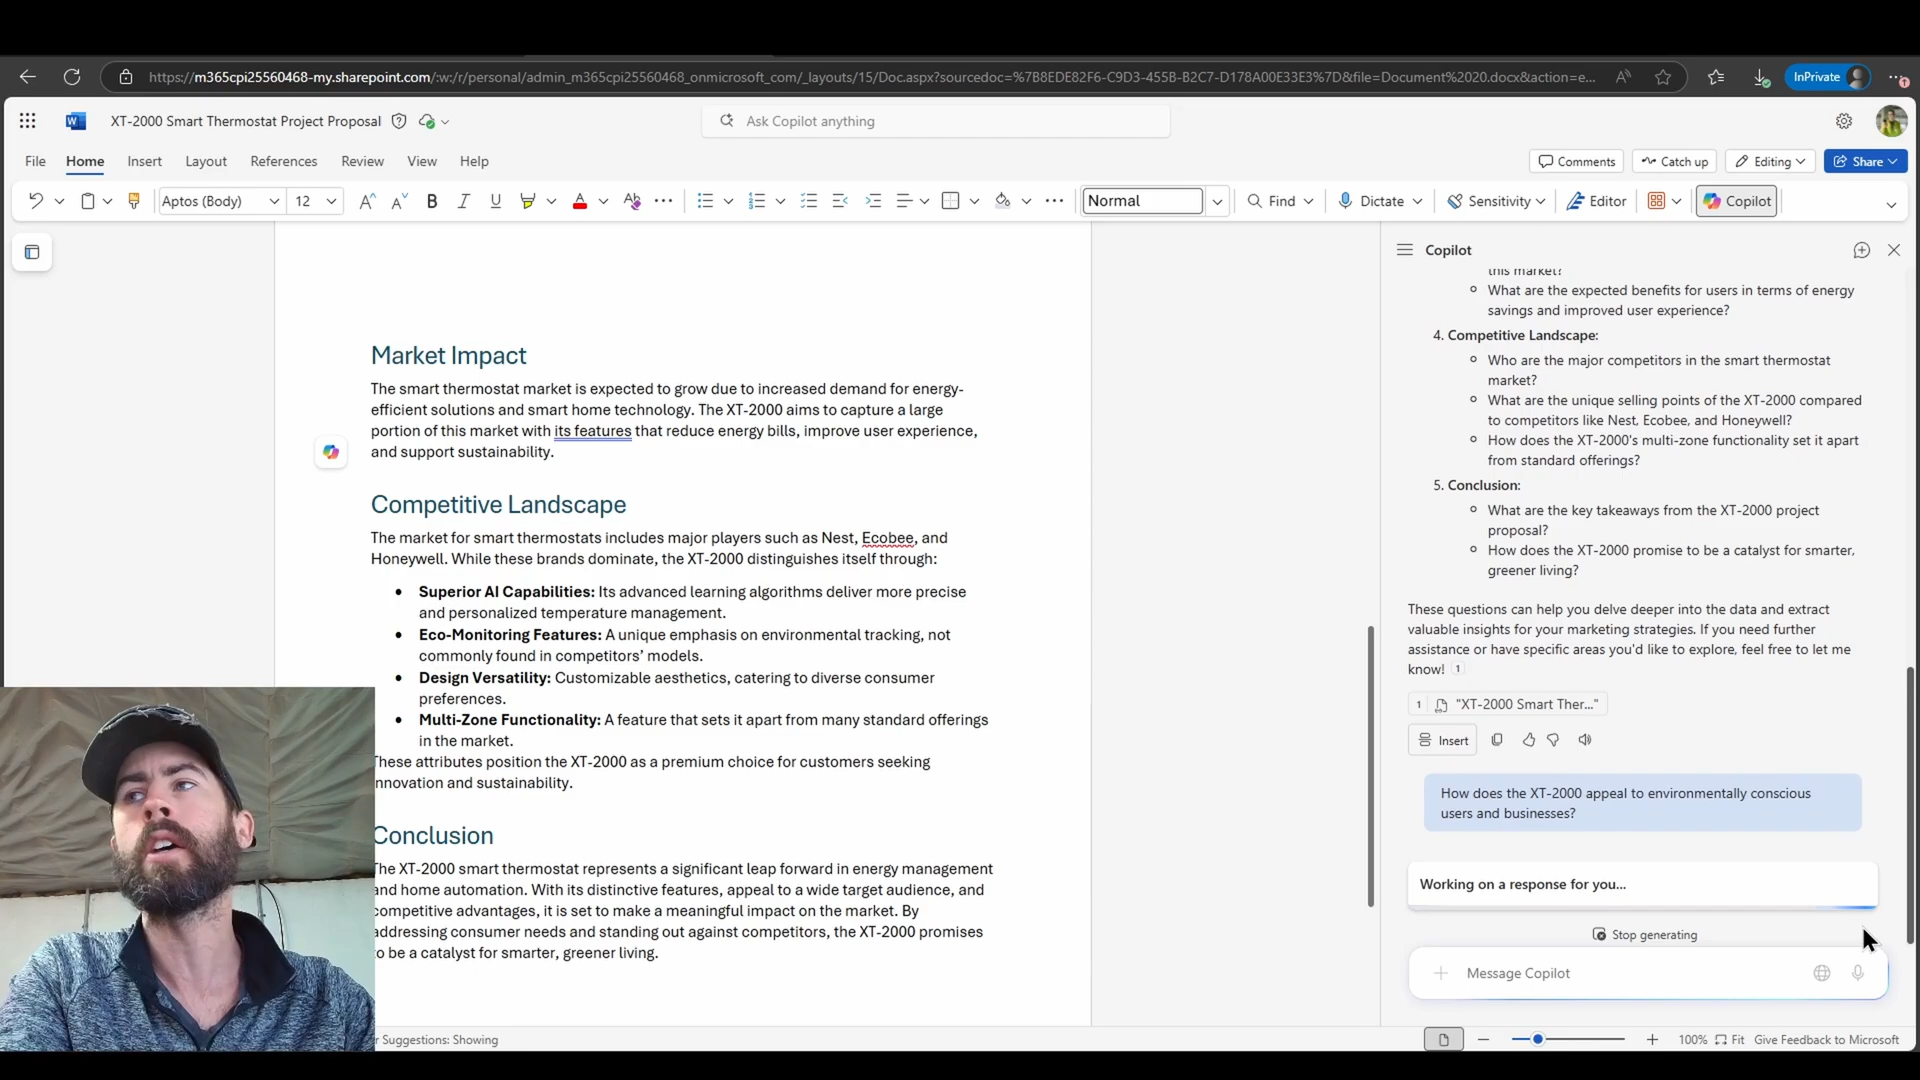 https://m365cpi25560468-my.sharepoint.com/:w:/r/personal/admin_m365cpi25560468_onmicrosoft_com/_layouts/15/Doc.aspx?sourcedoc=%7B8EDE82F6-C9D3-455B-B2C7-D178A00E33E3%7D&file=Document%2020.docx&action=e...
InPrivate
XT-2000 Smart Thermostat Project Proposal
Ask Copilot anything
File Home Insert Layout References Review View Help
Comments Catch up Editing Share
Aptos (Body) 12 Normal Find Dictate Sensitivity Editor Copilot
Market Impact
The smart thermostat market is expected to grow due to increased demand for energy-
efficient solutions and smart home technology. The XT-2000 aims to capture a large
portion of this market with its features that reduce energy bills, improve user experience,
and support sustainability.
Competitive Landscape
The market for smart thermostats includes major players such as Nest, Ecobee, and
Honeywell. While these brands dominate, the XT-2000 distinguishes itself through:
• Superior AI Capabilities: Its advanced learning algorithms deliver more precise
and personalized temperature management.
• Eco-Monitoring Features: A unique emphasis on environmental tracking, not
commonly found in competitors’ models.
• Design Versatility: Customizable aesthetics, catering to diverse consumer
preferences.
• Multi-Zone Functionality: A feature that sets it apart from many standard offerings
in the market.
These attributes position the XT-2000 as a premium choice for customers seeking
innovation and sustainability.
Conclusion
The XT-2000 smart thermostat represents a significant leap forward in energy management
and home automation. With its distinctive features, appeal to a wide target audience, and
competitive advantages, it is set to make a meaningful impact on the market. By
addressing consumer needs and standing out against competitors, the XT-2000 promises
to be a catalyst for smarter, greener living.
Copilot
this market?
What are the expected benefits for users in terms of energy
savings and improved user experience?
4. Competitive Landscape:
Who are the major competitors in the smart thermostat
market?
What are the unique selling points of the XT-2000 compared
to competitors like Nest, Ecobee, and Honeywell?
How does the XT-2000's multi-zone functionality set it apart
from standard offerings?
5. Conclusion:
What are the key takeaways from the XT-2000 project
proposal?
How does the XT-2000 promise to be a catalyst for smarter,
greener living?
These questions can help you delve deeper into the data and extract
valuable insights for your marketing strategies. If you need further
assistance or have specific areas you'd like to explore, feel free to let me
know! 1
1 "XT-2000 Smart Ther..."
Insert
How does the XT-2000 appeal to environmentally conscious
users and businesses?
Working on a response for you...
Stop generating
Message Copilot
r Suggestions: Showing
100% Fit Give Feedback to Microsoft